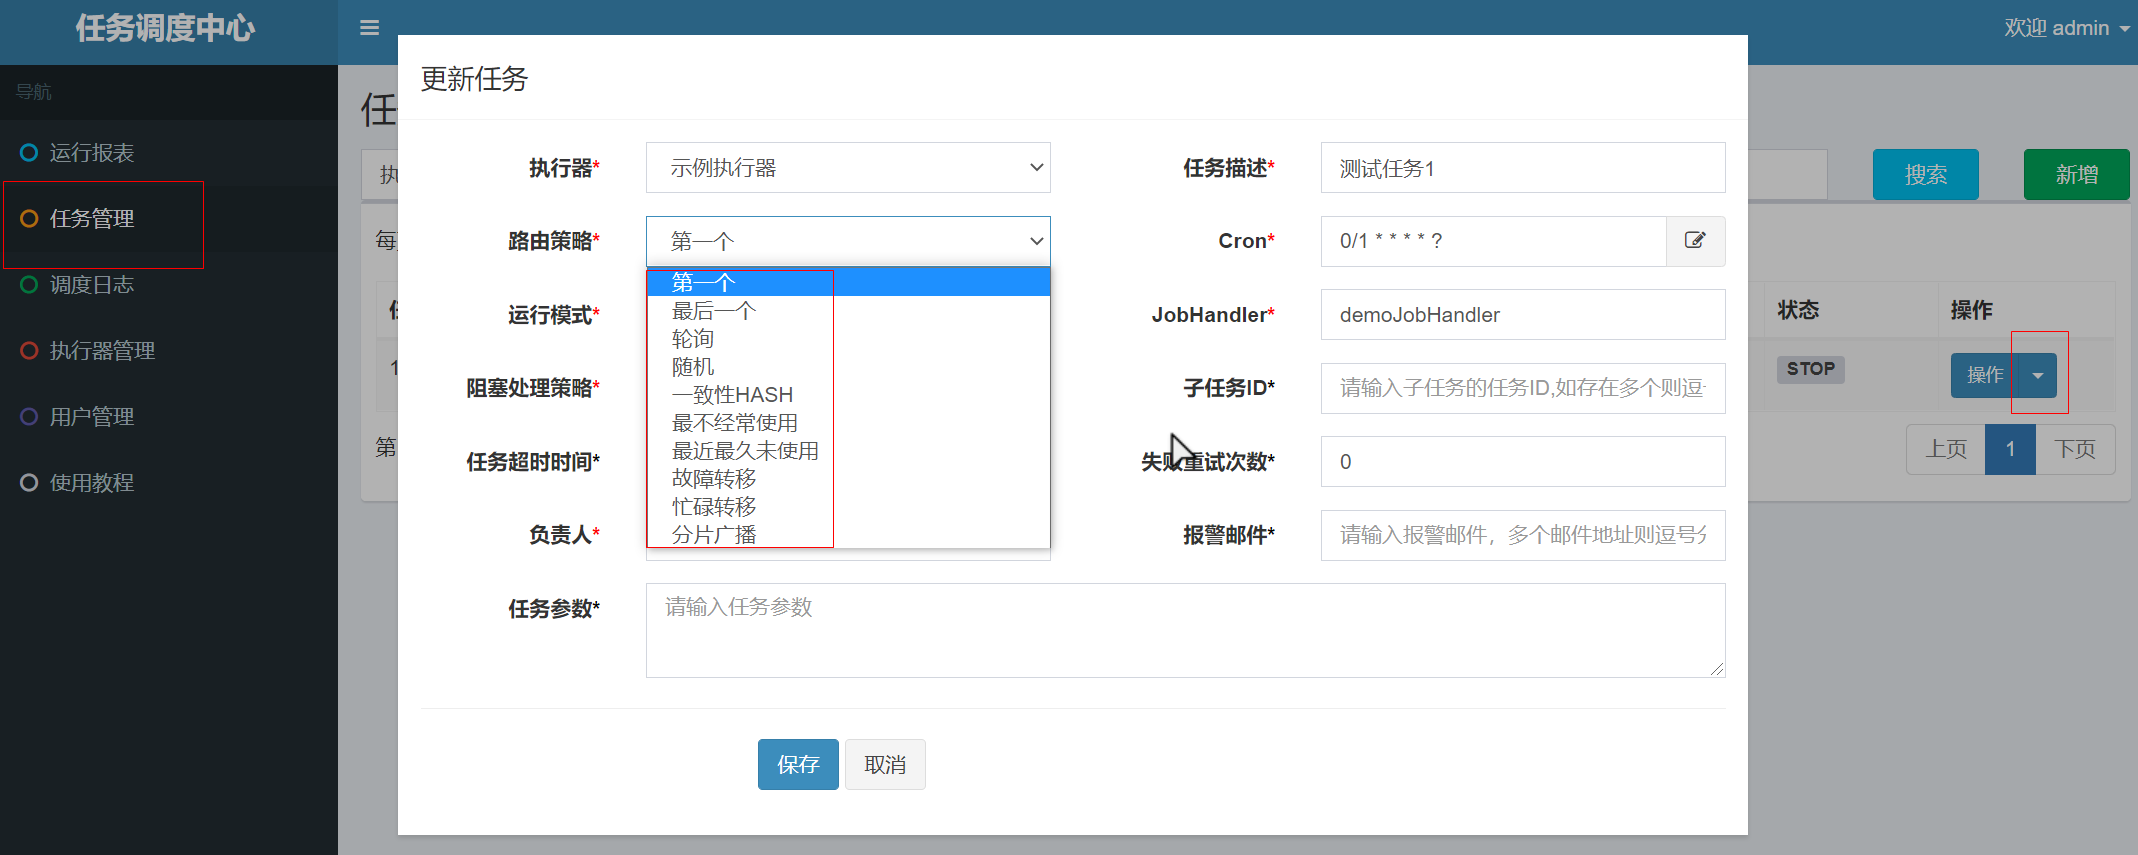 任务调度中心
欢迎 admin
导航
运行报表
任务管理
调度日志
执行器管理
用户管理
使用教程
更新任务
执行器*
示例执行器
任务描述*
测试任务1
搜索
新增
路由策略*
第一个
Cron*
0/1 * * * * ?
第一个
最后一个
轮询
随机
一致性HASH
最不经常使用
最近最久未使用
故障转移
忙碌转移
分片广播
运行模式*
JobHandler*
demoJobHandler
状态
操作
STOP
操作
阻塞处理策略*
子任务ID*
请输入子任务的任务ID,如存在多个则逗
上页
1
下页
任务超时时间*
失败重试次数*
0
负责人*
报警邮件*
请输入报警邮件，多个邮件地址则逗号分
任务参数*
请输入任务参数
保存
取消